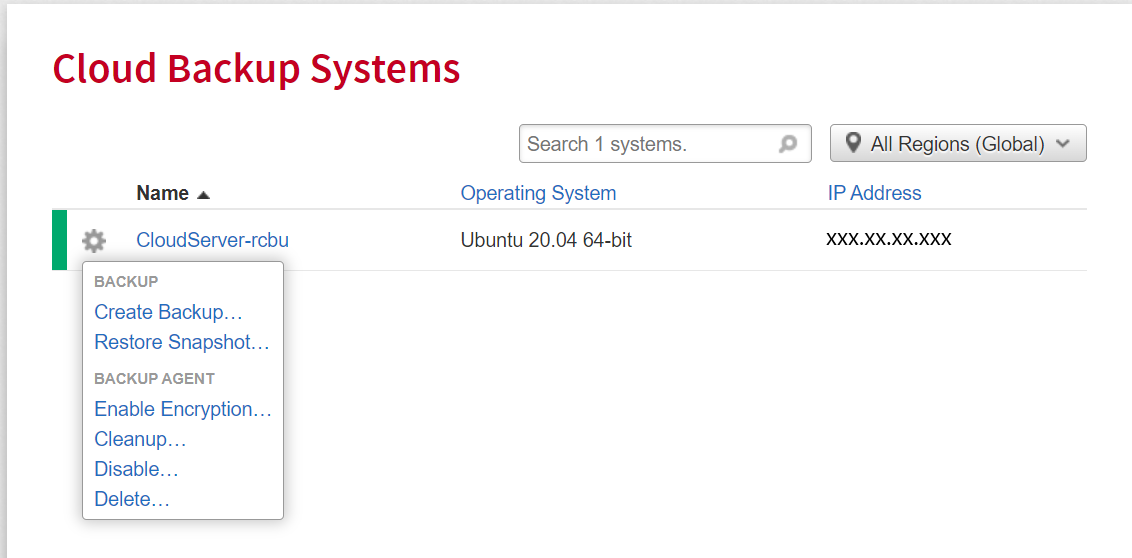 Cloud Backup Systems
Search 1 systems.
All Regions (Global)
Name Operating System IP Address
CloudServer-rcbu Ubuntu 20.04 64-bit xxx.xx.xx.xxx
BACKUP
Create Backup...
Restore Snapshot...
BACKUP AGENT
Enable Encryption...
Cleanup...
Disable...
Delete...